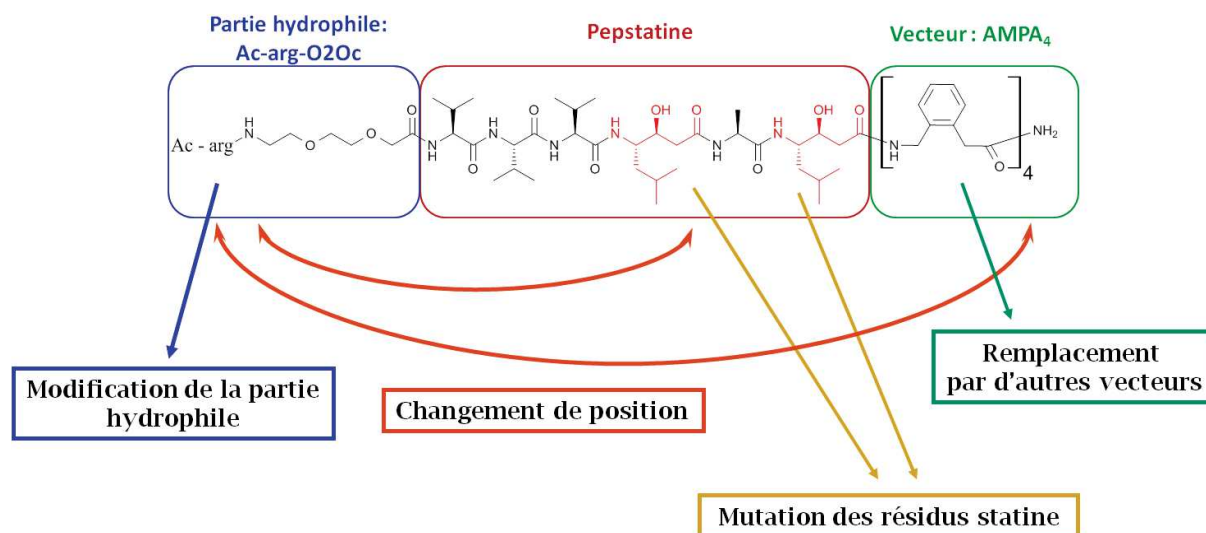 Partie hydrophile:
Ac-arg-O2Oc
Pepstatine
Vecteur : AMPA₄
Ac - arg
H
N
O
O
O
N
H
O
H
N
O
N
H
O
H
N
OH
O
N
H
O
H
N
OH
O
N
H
O
NH₂
4
Modification de la partie
hydrophile
Changement de position
Remplacement
par d'autres vecteurs
Mutation des résidus statine